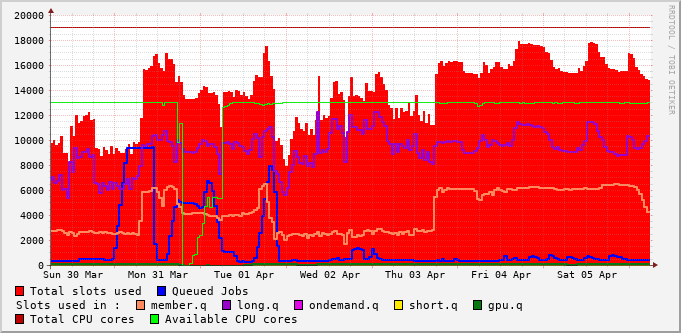 20000
18000
16000
14000
12000
10000
8000
6000
4000
2000
0
Sun 30 Mar Mon 31 Mar Tue 01 Apr Wed 02 Apr Thu 03 Apr Fri 04 Apr Sat 05 Apr
RRDTOOL / TOBI OETIKER
Total slots used Queued Jobs
Slots used in : member.q long.q ondemand.q short.q gpu.q
Total CPU cores Available CPU cores